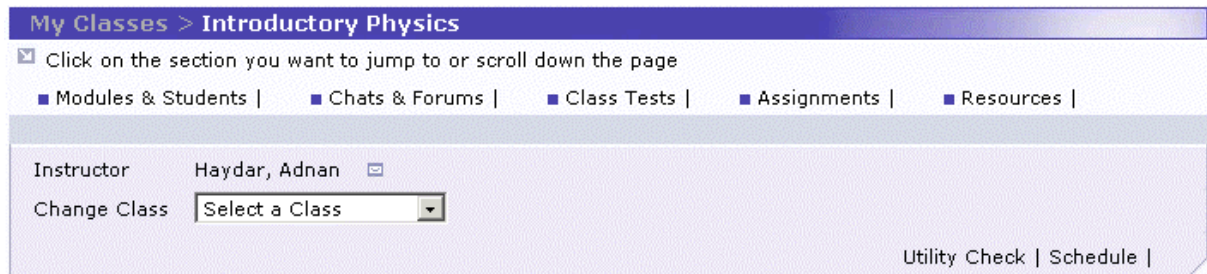 My Classes > Introductory Physics
Click on the section you want to jump to or scroll down the page
Modules & Students | Chats & Forums | Class Tests | Assignments | Resources |
Instructor Haydar, Adnan
Change Class Select a Class
Utility Check | Schedule |